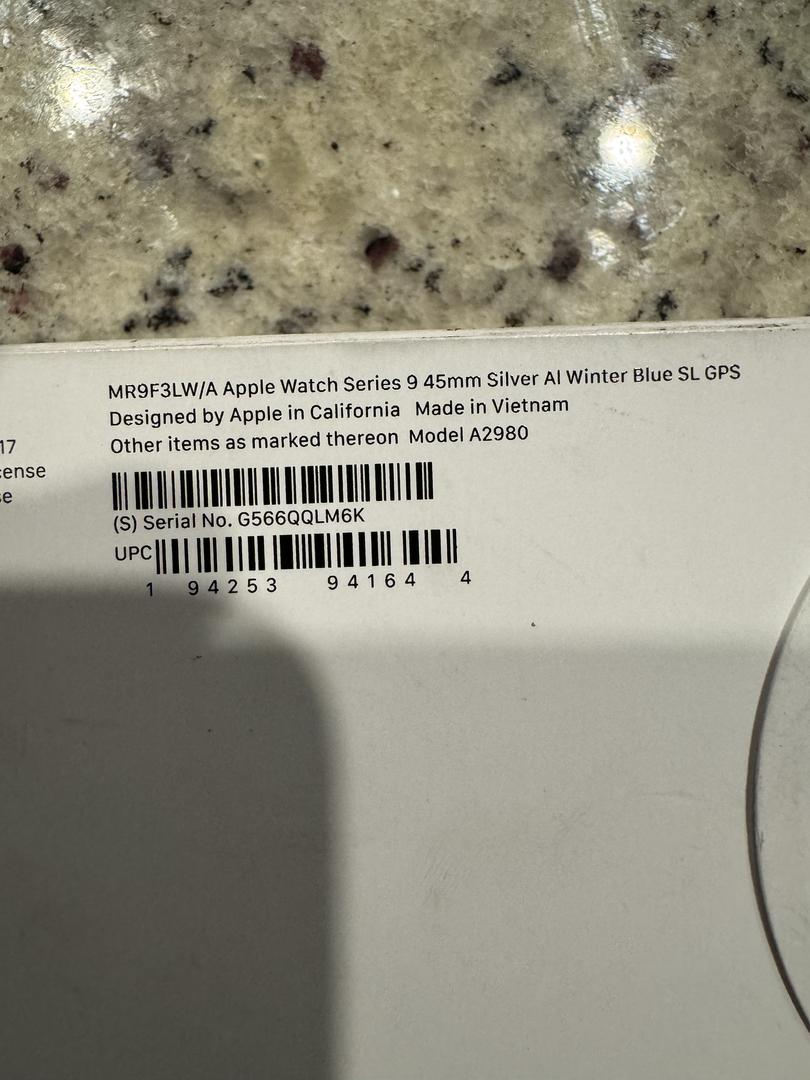 MR9F3LW/A Apple Watch Series 9 45mm Silver Al Winter Blue SL GPS
Designed by Apple in California Made in Vietnam
Other items as marked thereon Model A2980
17
(S) Serial No. G566QQLM6K
UPC
1 94253 94164 4